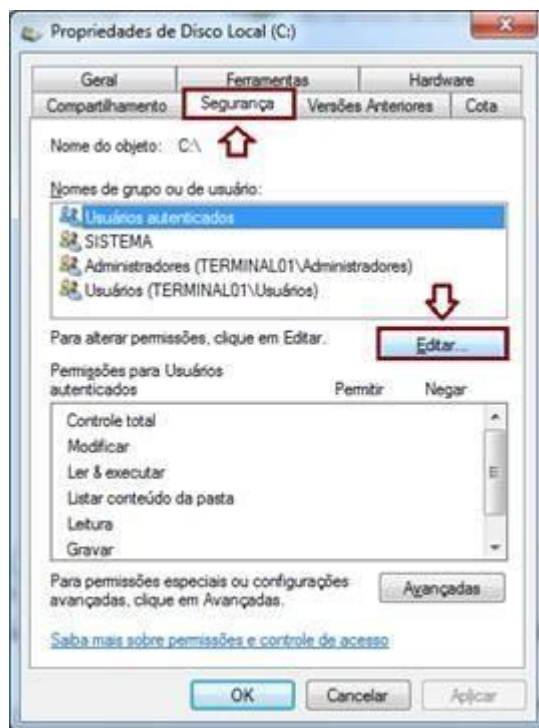 Propriedades de Disco Local (C:)
Geral Ferramentas Hardware
Compartilhamento Segurança Versões Anteriores Cota
Nome do objeto: C:\
Nomes de grupo ou de usuário:
Usuários autenticados
SISTEMA
Administradores (TERMINAL01\Administradores)
Usuários (TERMINAL01\Usuários)
Para alterar permissões, clique em Editar.
Editar...
Permissões para Usuários
autenticados Permitir Negar
Controle total
Modificar
Ler & executar
Listar conteúdo da pasta
Leitura
Gravar
Para permissões especiais ou configurações
avançadas, clique em Avançadas.
Avançadas
Saiba mais sobre permissões e controle de acesso
OK Cancelar Aplicar